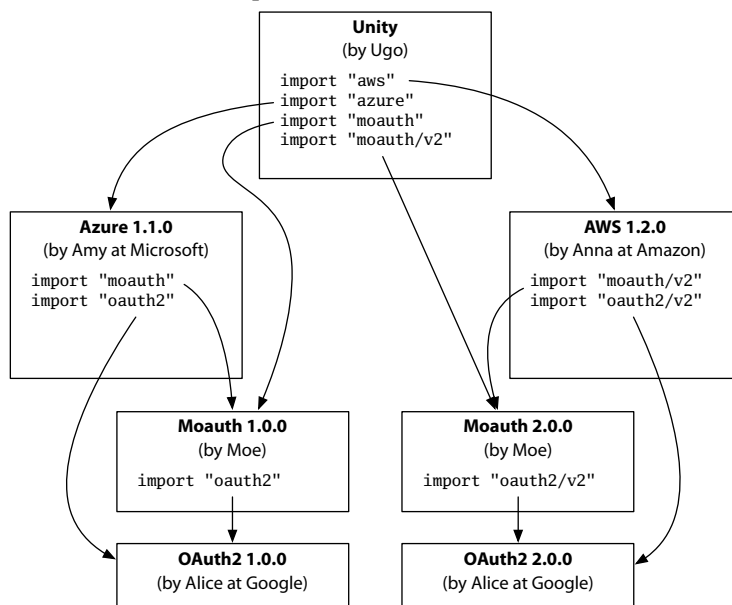 Unity
(by Ugo)
import "aws"
import "azure"
import "moauth"
import "moauth/v2"
Azure 1.1.0
(by Amy at Microsoft)
import "moauth"
import "oauth2"
AWS 1.2.0
(by Anna at Amazon)
import "moauth/v2"
import "oauth2/v2"
Moauth 1.0.0
(by Moe)
import "oauth2"
Moauth 2.0.0
(by Moe)
import "oauth2/v2"
OAuth2 1.0.0
(by Alice at Google)
OAuth2 2.0.0
(by Alice at Google)